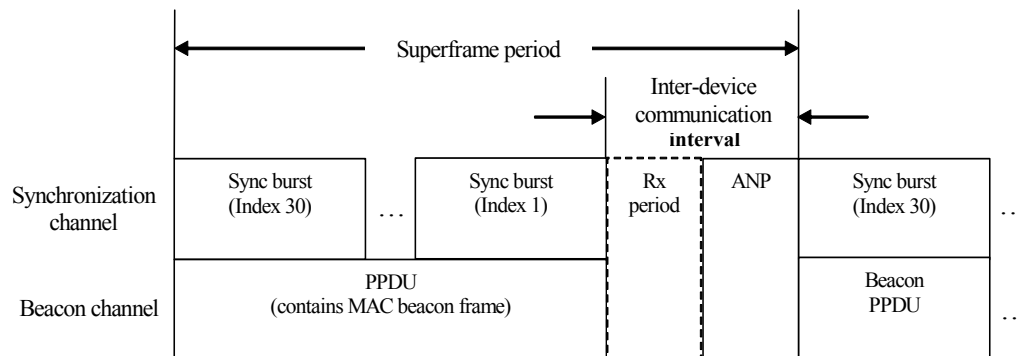 Superframe period
Inter-device
communication
interval
Synchronization
channel
Sync burst
(Index 30)
...
Sync burst
(Index 1)
Rx
period
ANP
Sync burst
(Index 30)
...
Beacon channel
PPDU
(contains MAC beacon frame)
Beacon
PPDU
...